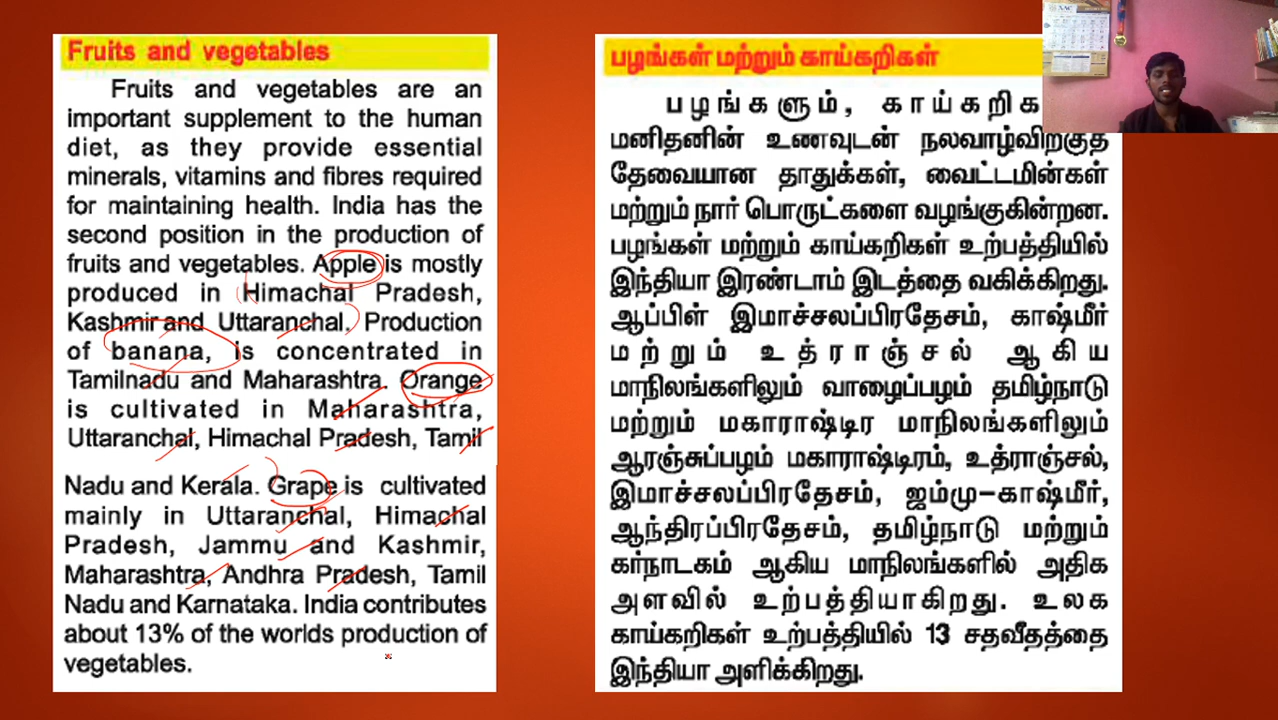 Fruits and vegetables
Fruits and vegetables are an
important supplement to the human
diet, as they provide essential
minerals, vitamins and fibres required
for maintaining health. India has the
second position in the production of
fruits and vegetables. Apple is mostly
produced in Himachal Pradesh,
Kashmir and Uttaranchal. Production
of banana, is concentrated in
Tamilnadu and Maharashtra. Orange
is cultivated in Maharashtra,
Uttaranchal, Himachal Pradesh, Tamil
Nadu and Kerala. Grape is cultivated
mainly in Uttaranchal, Himachal
Pradesh, Jammu and Kashmir,
Maharashtra, Andhra Pradesh, Tamil
Nadu and Karnataka. India contributes
about 13% of the worlds production of
vegetables.
பழங்கள் மற்றும் காய்கறிகள்
பழங்களும், காய்கறிக
மனிதனின் உணவுடன் நலவாழ்விற்குத்
தேவையான தாதுக்கள், வைட்டமின்கள்
மற்றும் நார் பொருட்களை வழங்குகின்றன.
பழங்கள் மற்றும் காய்கறிகள் உற்பத்தியில்
இந்தியா இரண்டாம் இடத்தை வகிக்கிறது.
ஆப்பிள் இமாச்சலப்பிரதேசம், காஷ்மீர்
மற்றும் உத்ராஞ்சல் ஆகிய
மாநிலங்களிலும் வாழைப்பழம் தமிழ்நாடு
மற்றும் மகாராஷ்டிர மாநிலங்களிலும்
ஆரஞ்சுப்பழம் மகாராஷ்டிரம், உத்ராஞ்சல்,
இமாச்சலப்பிரதேசம், ஜம்மு-காஷ்மீர்,
ஆந்திரப்பிரதேசம், தமிழ்நாடு மற்றும்
கர்நாடகம் ஆகிய மாநிலங்களில் அதிக
அளவில் உற்பத்தியாகிறது. உலக
காய்கறிகள் உற்பத்தியில் 13 சதவீதத்தை
இந்தியா அளிக்கிறது.